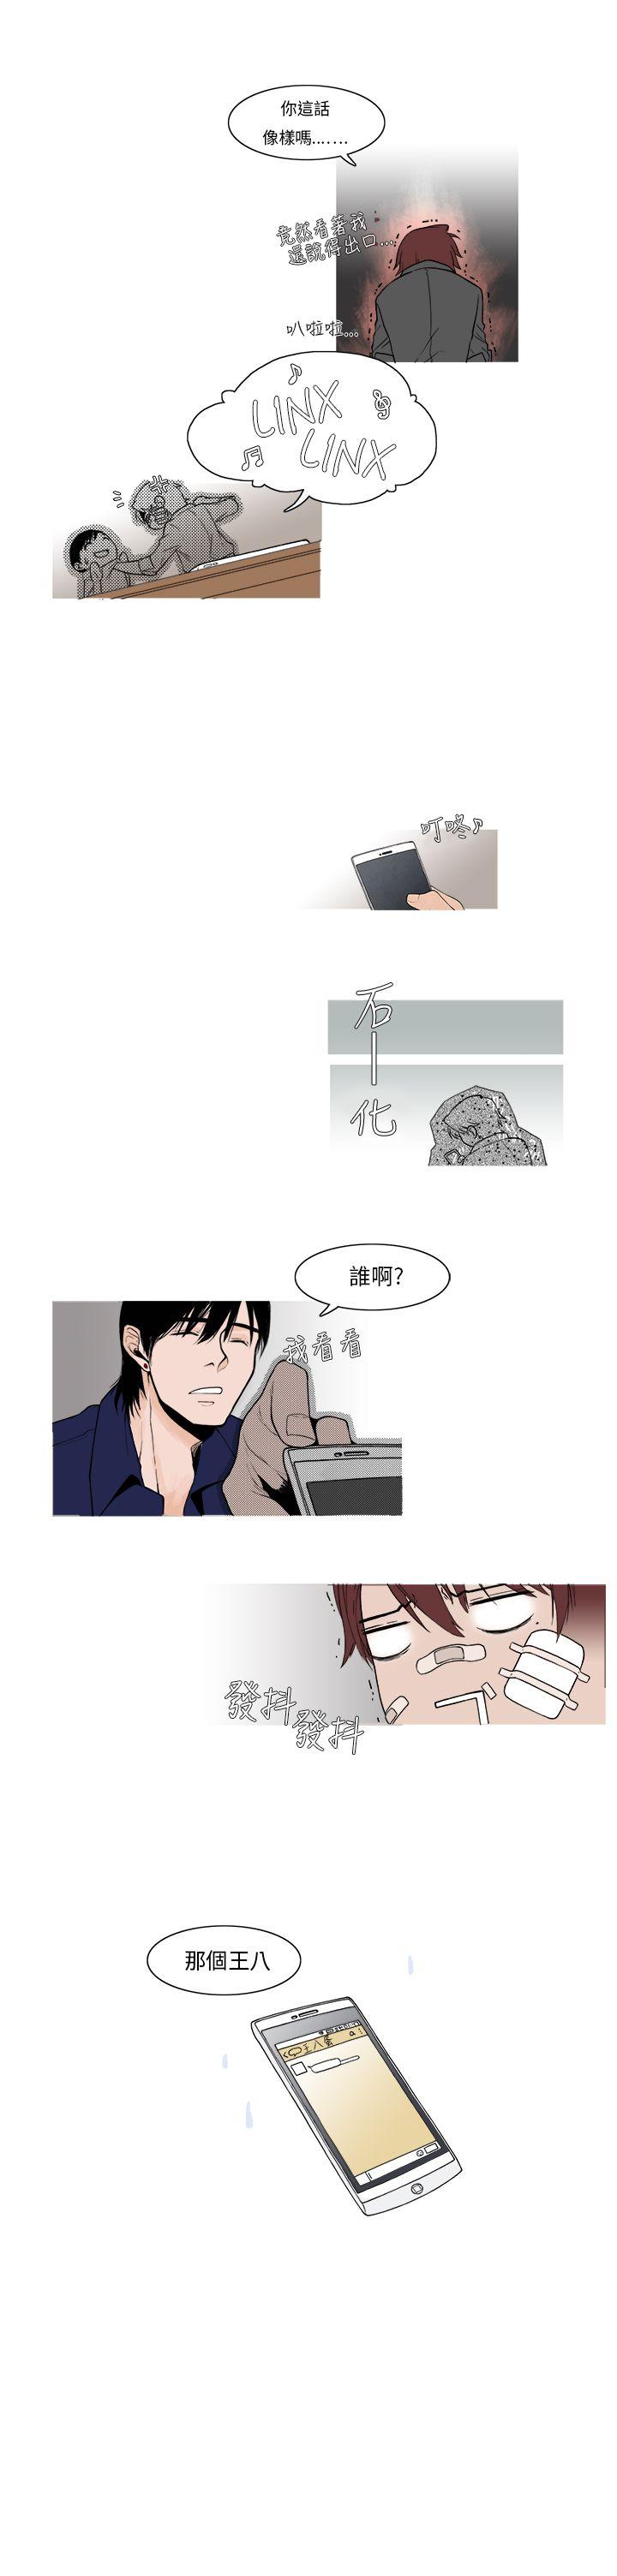 你這話
像樣嗎.......
竟然看著我
還說得出口...
叭啦啦...
LINX
LINX
叮咚♪
石
化
誰啊?
我看看
發抖
發抖
那個王八
王八蛋